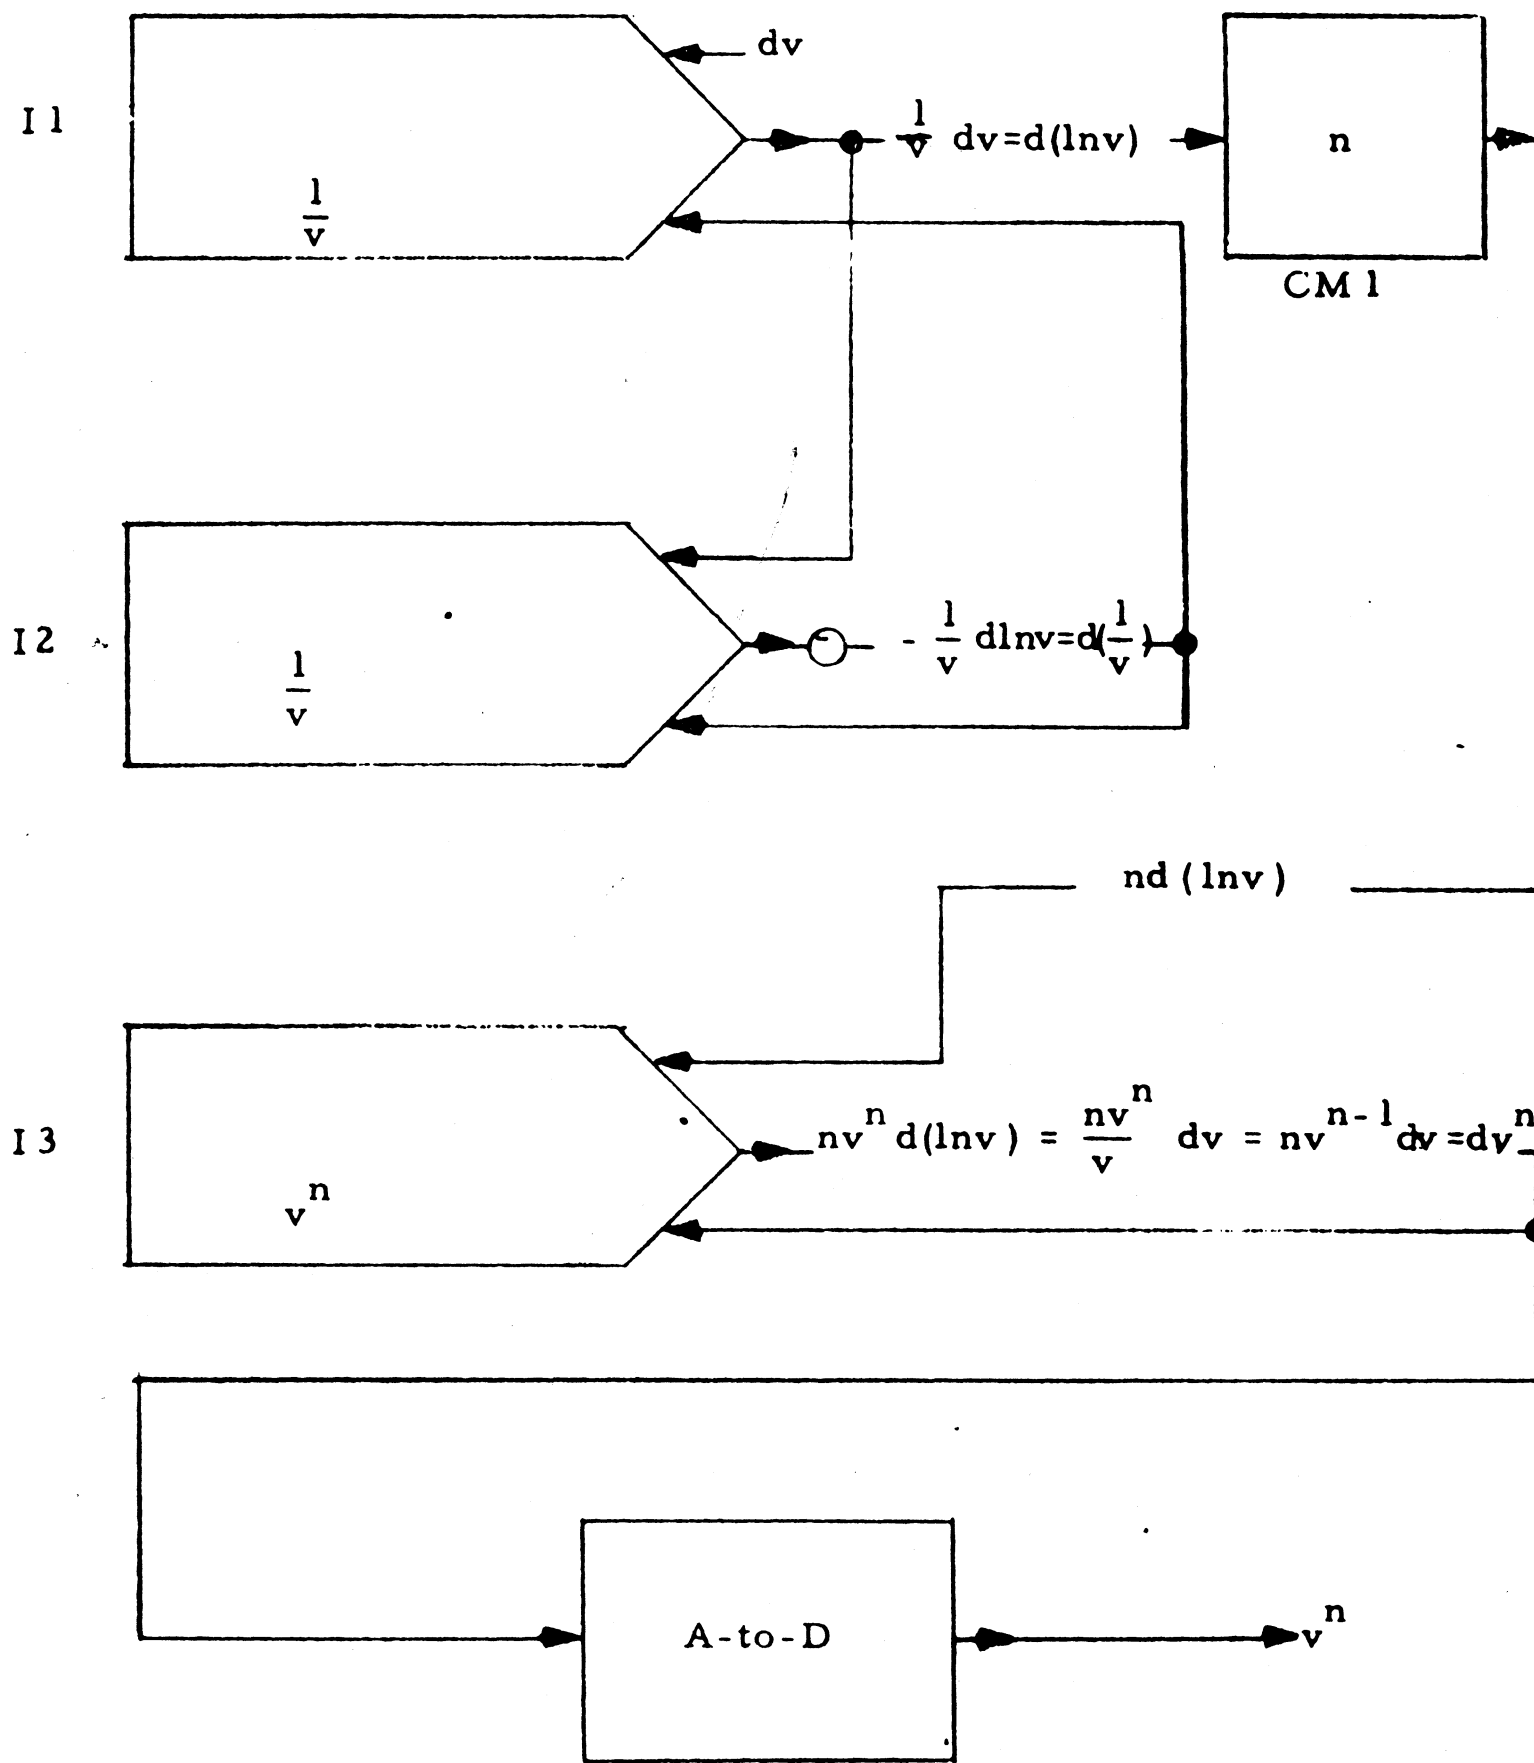 dv
I 1
1/v dv=d(lnv)
n
1/v
CM 1
I 2
- 1/v dlnv=d(1/v)
1/v
nd (lnv)
I 3
nv^n d(lnv) = nv^n/v dv = nv^n-1 dv=dv^n
v^n
A-to-D
v^n